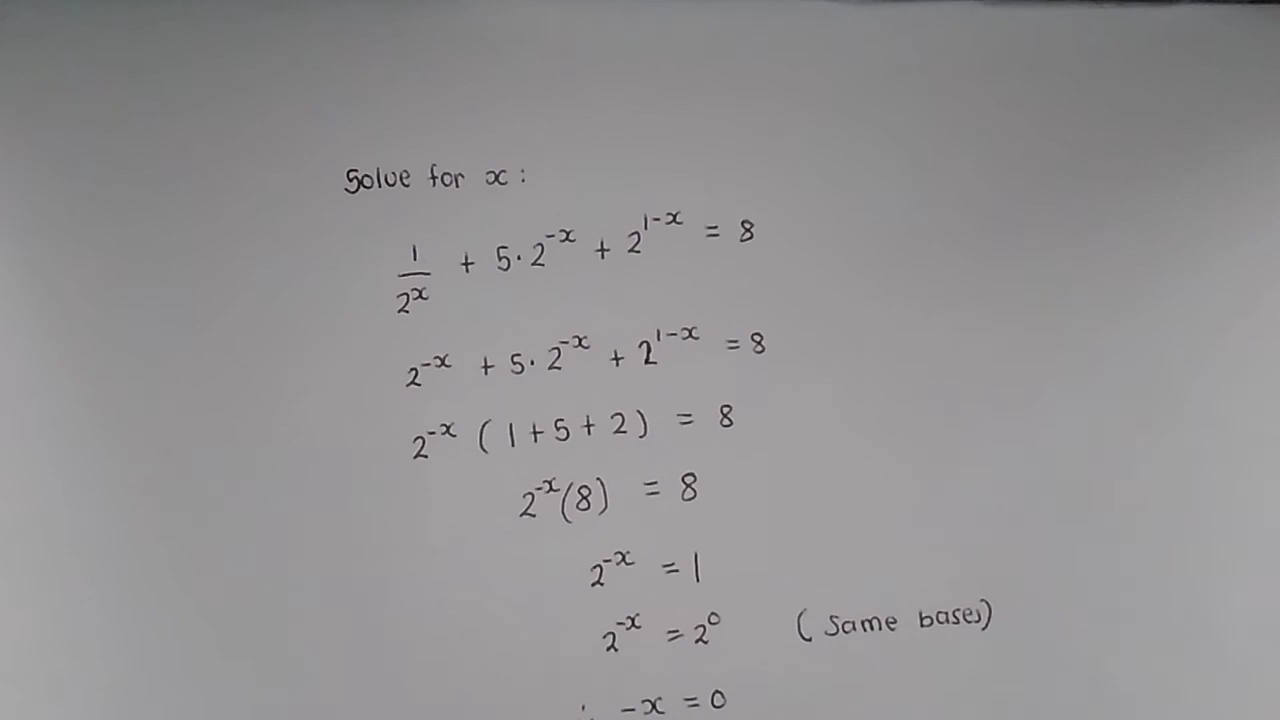 Solve for x :
1/2^x + 5·2^-x + 2^1-x = 8
2^-x + 5·2^-x + 2^1-x = 8
2^-x (1+5+2) = 8
2^-x(8) = 8
2^-x = 1
2^-x = 2^0 (Same bases)
∴ -x = 0